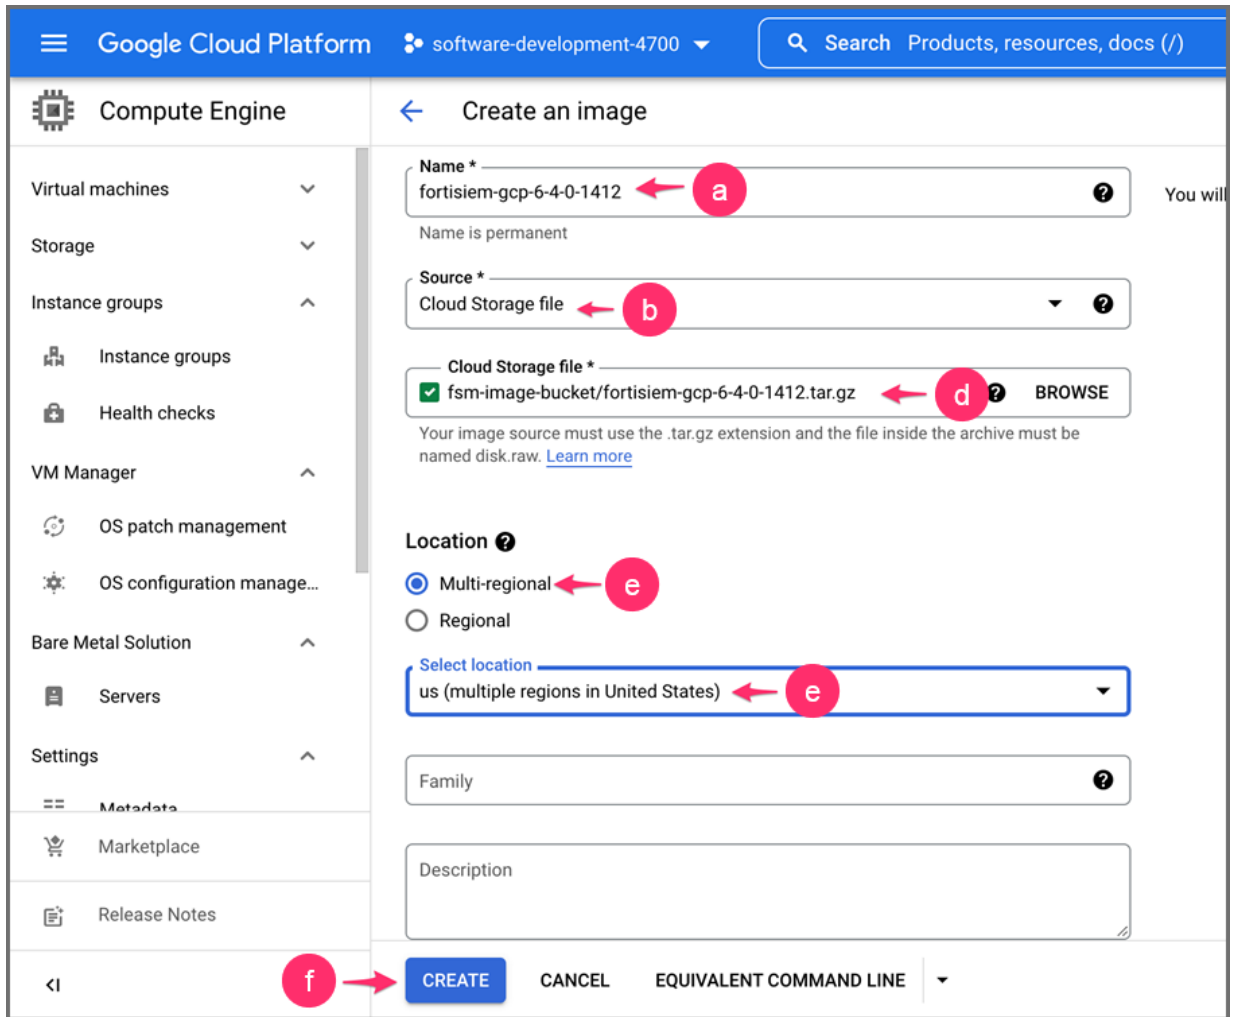 Google Cloud Platform
software-development-4700
Search Products, resources, docs (/)
Compute Engine
Create an image
Virtual machines
Storage
Instance groups
Instance groups
Health checks
VM Manager
OS patch management
OS configuration manage...
Bare Metal Solution
Servers
Settings
Metadata
Marketplace
Release Notes
Name *
fortisiem-gcp-6-4-0-1412
a
Name is permanent
You will
Source *
Cloud Storage file
b
Cloud Storage file *
fsm-image-bucket/fortisiem-gcp-6-4-0-1412.tar.gz
d
BROWSE
Your image source must use the .tar.gz extension and the file inside the archive must be
named disk.raw. Learn more
Location
Multi-regional
e
Regional
Select location
us (multiple regions in United States)
e
Family
Description
f
CREATE
CANCEL
EQUIVALENT COMMAND LINE